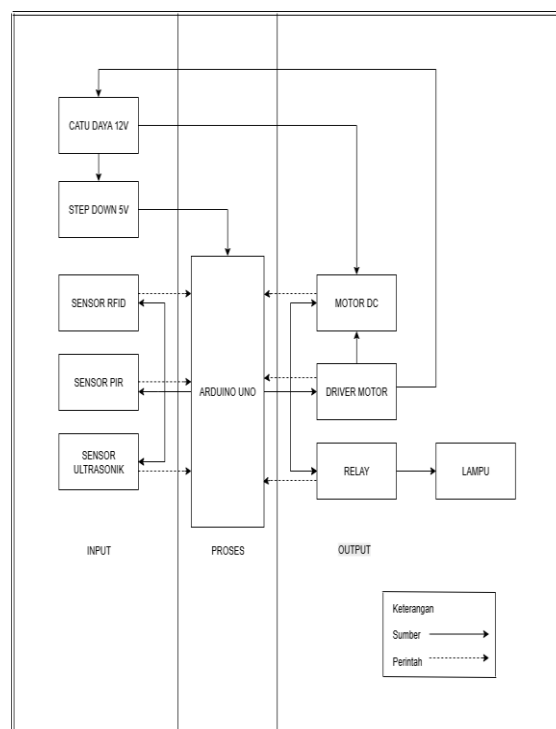 CATU DAYA 12V
STEP DOWN 5V
SENSOR RFID
MOTOR DC
SENSOR PIR
ARDUINO UNO
DRIVER MOTOR
SENSOR
ULTRASONIK
RELAY
LAMPU
INPUT
PROSES
OUTPUT
Keterangan
Sumber
Perintah